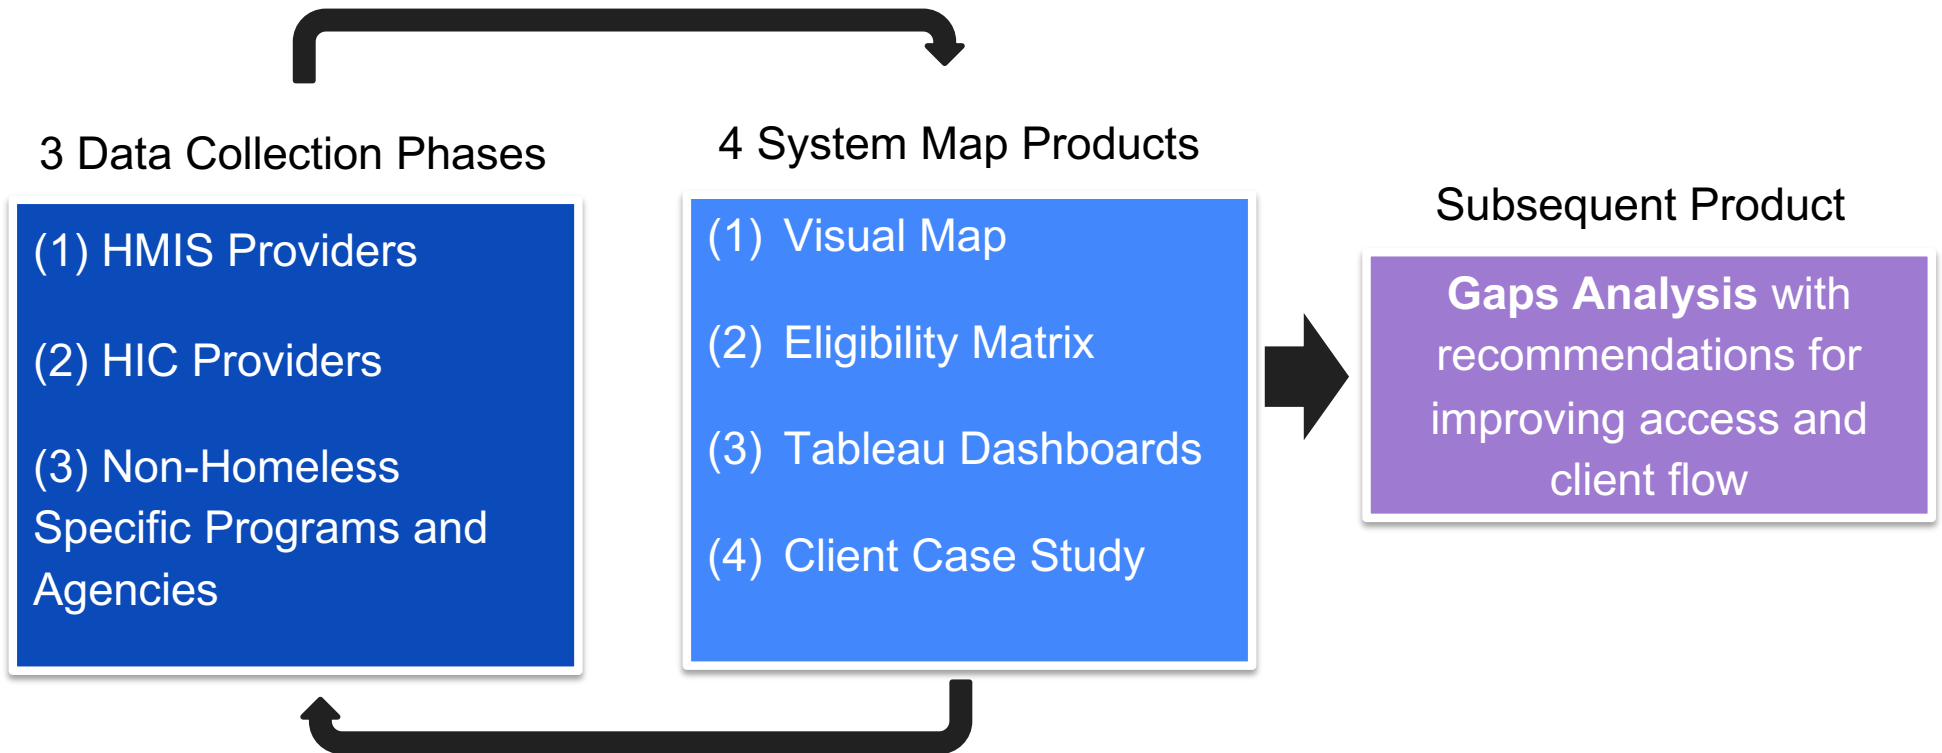 3 Data Collection Phases
(1) HMIS Providers
(2) HIC Providers
(3) Non-Homeless
Specific Programs and
Agencies
4 System Map Products
(1) Visual Map
(2) Eligibility Matrix
(3) Tableau Dashboards
(4) Client Case Study
Subsequent Product
Gaps Analysis with
recommendations for
improving access and
client flow